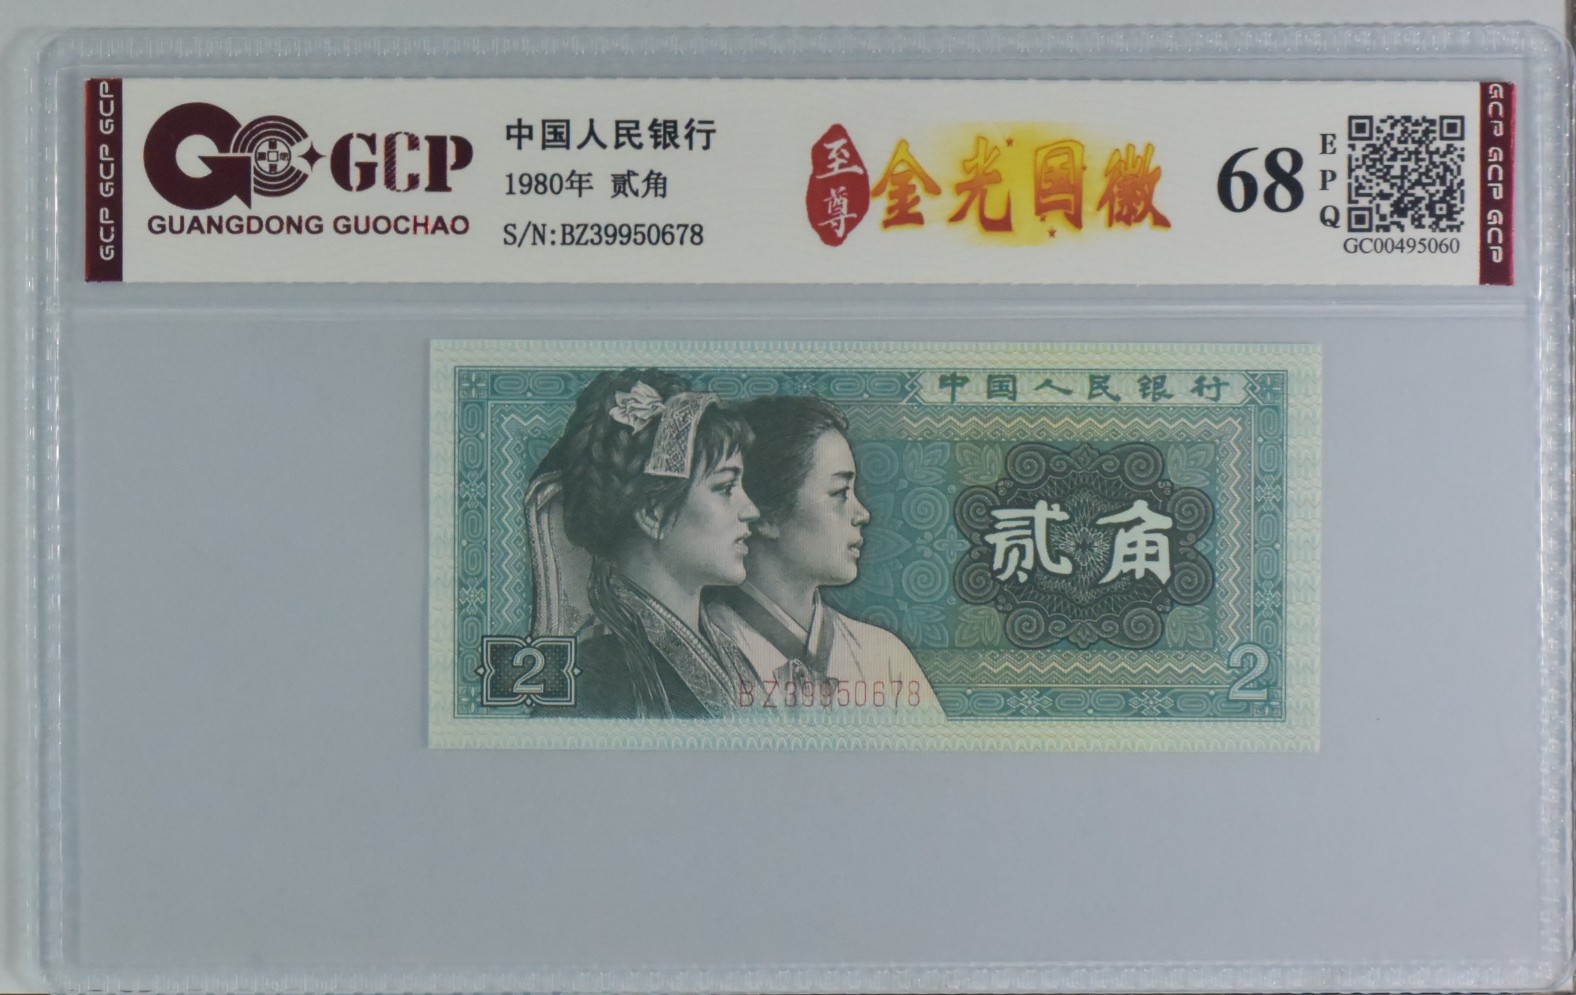 GCP GCP GCP
GCP
GUANGDONG GUOCHAO
中国人民银行
1980年 贰角
S/N:BZ39950678
至尊
金光国徽
68
EPQ
GC00495060
GCP GCP GCP
中国人民银行
贰角
2
BZ39950678
2